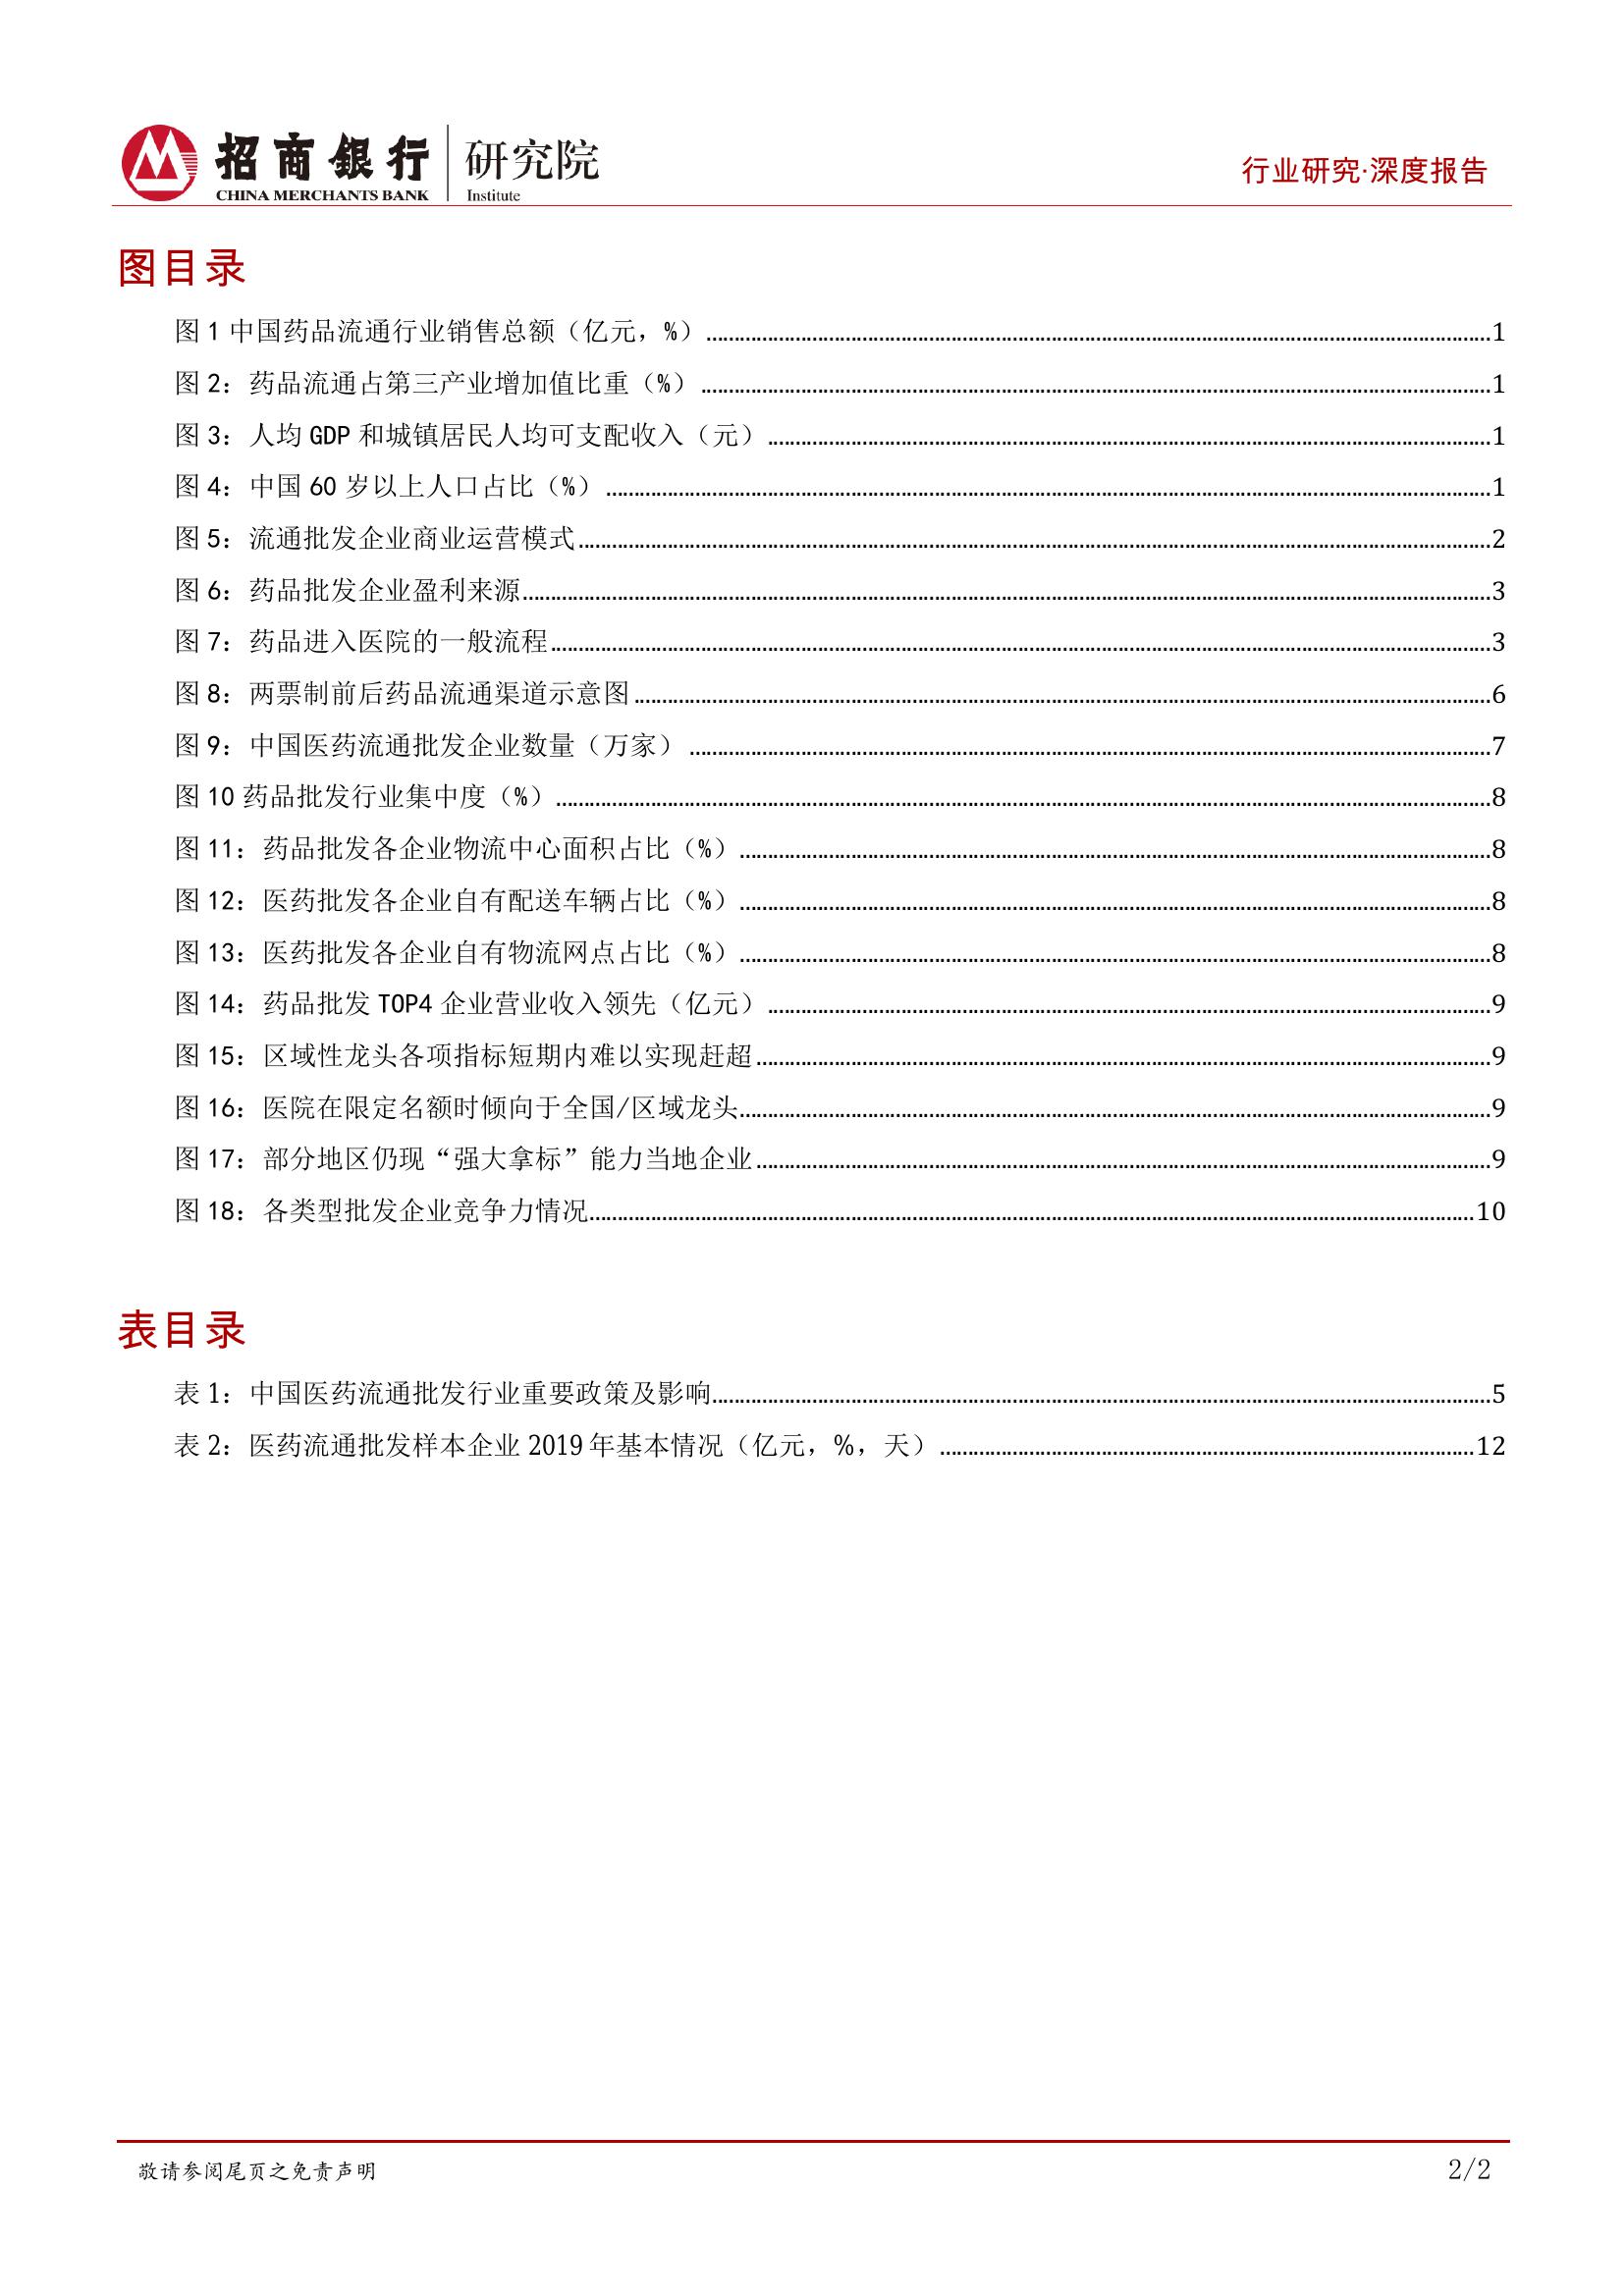 招商銀行 研究院
CHINA MERCHANTS BANK Institute
行业研究·深度报告
图目录
图 1 中国药品流通行业销售总额（亿元，%）........1
图 2：药品流通占第三产业增加值比重（%）........1
图 3：人均 GDP 和城镇居民人均可支配收入（元）........1
图 4：中国 60 岁以上人口占比（%）........1
图 5：流通批发企业商业运营模式........2
图 6：药品批发企业盈利来源........3
图 7：药品进入医院的一般流程........3
图 8：两票制前后药品流通渠道示意图........6
图 9：中国医药流通批发企业数量（万家）........7
图 10 药品批发行业集中度（%）........8
图 11：药品批发各企业物流中心面积占比（%）........8
图 12：医药批发各企业自有配送车辆占比（%）........8
图 13：医药批发各企业自有物流网点占比（%）........8
图 14：药品批发 TOP4 企业营业收入领先（亿元）........9
图 15：区域性龙头各项指标短期内难以实现赶超........9
图 16：医院在限定名额时倾向于全国/区域龙头........9
图 17：部分地区仍现“强大拿标”能力当地企业........9
图 18：各类型批发企业竞争力情况........10
表目录
表 1：中国医药流通批发行业重要政策及影响........5
表 2：医药流通批发样本企业 2019 年基本情况（亿元，%，天）........12
敬请参阅尾页之免责声明
2/2